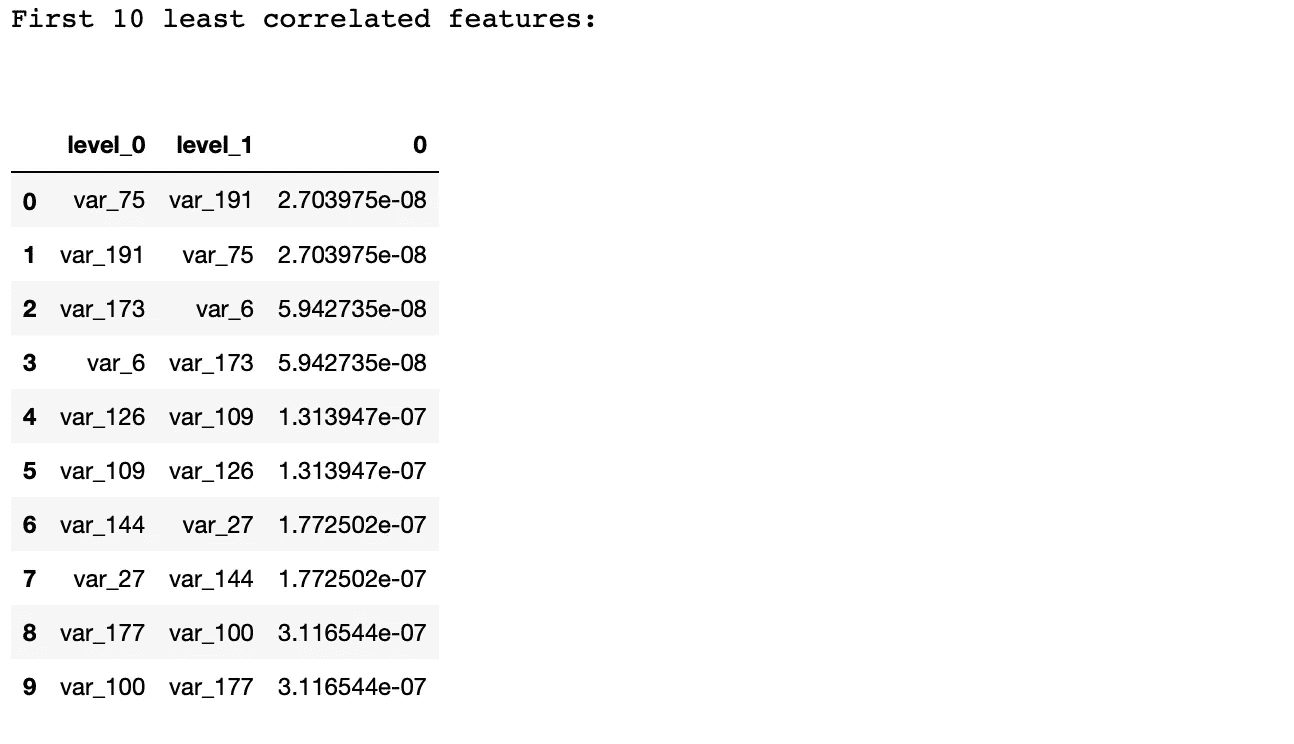 First 10 least correlated features:
level_0 level_1 0
0 var_75 var_191 2.703975e-08
1 var_191 var_75 2.703975e-08
2 var_173 var_6 5.942735e-08
3 var_6 var_173 5.942735e-08
4 var_126 var_109 1.313947e-07
5 var_109 var_126 1.313947e-07
6 var_144 var_27 1.772502e-07
7 var_27 var_144 1.772502e-07
8 var_177 var_100 3.116544e-07
9 var_100 var_177 3.116544e-07